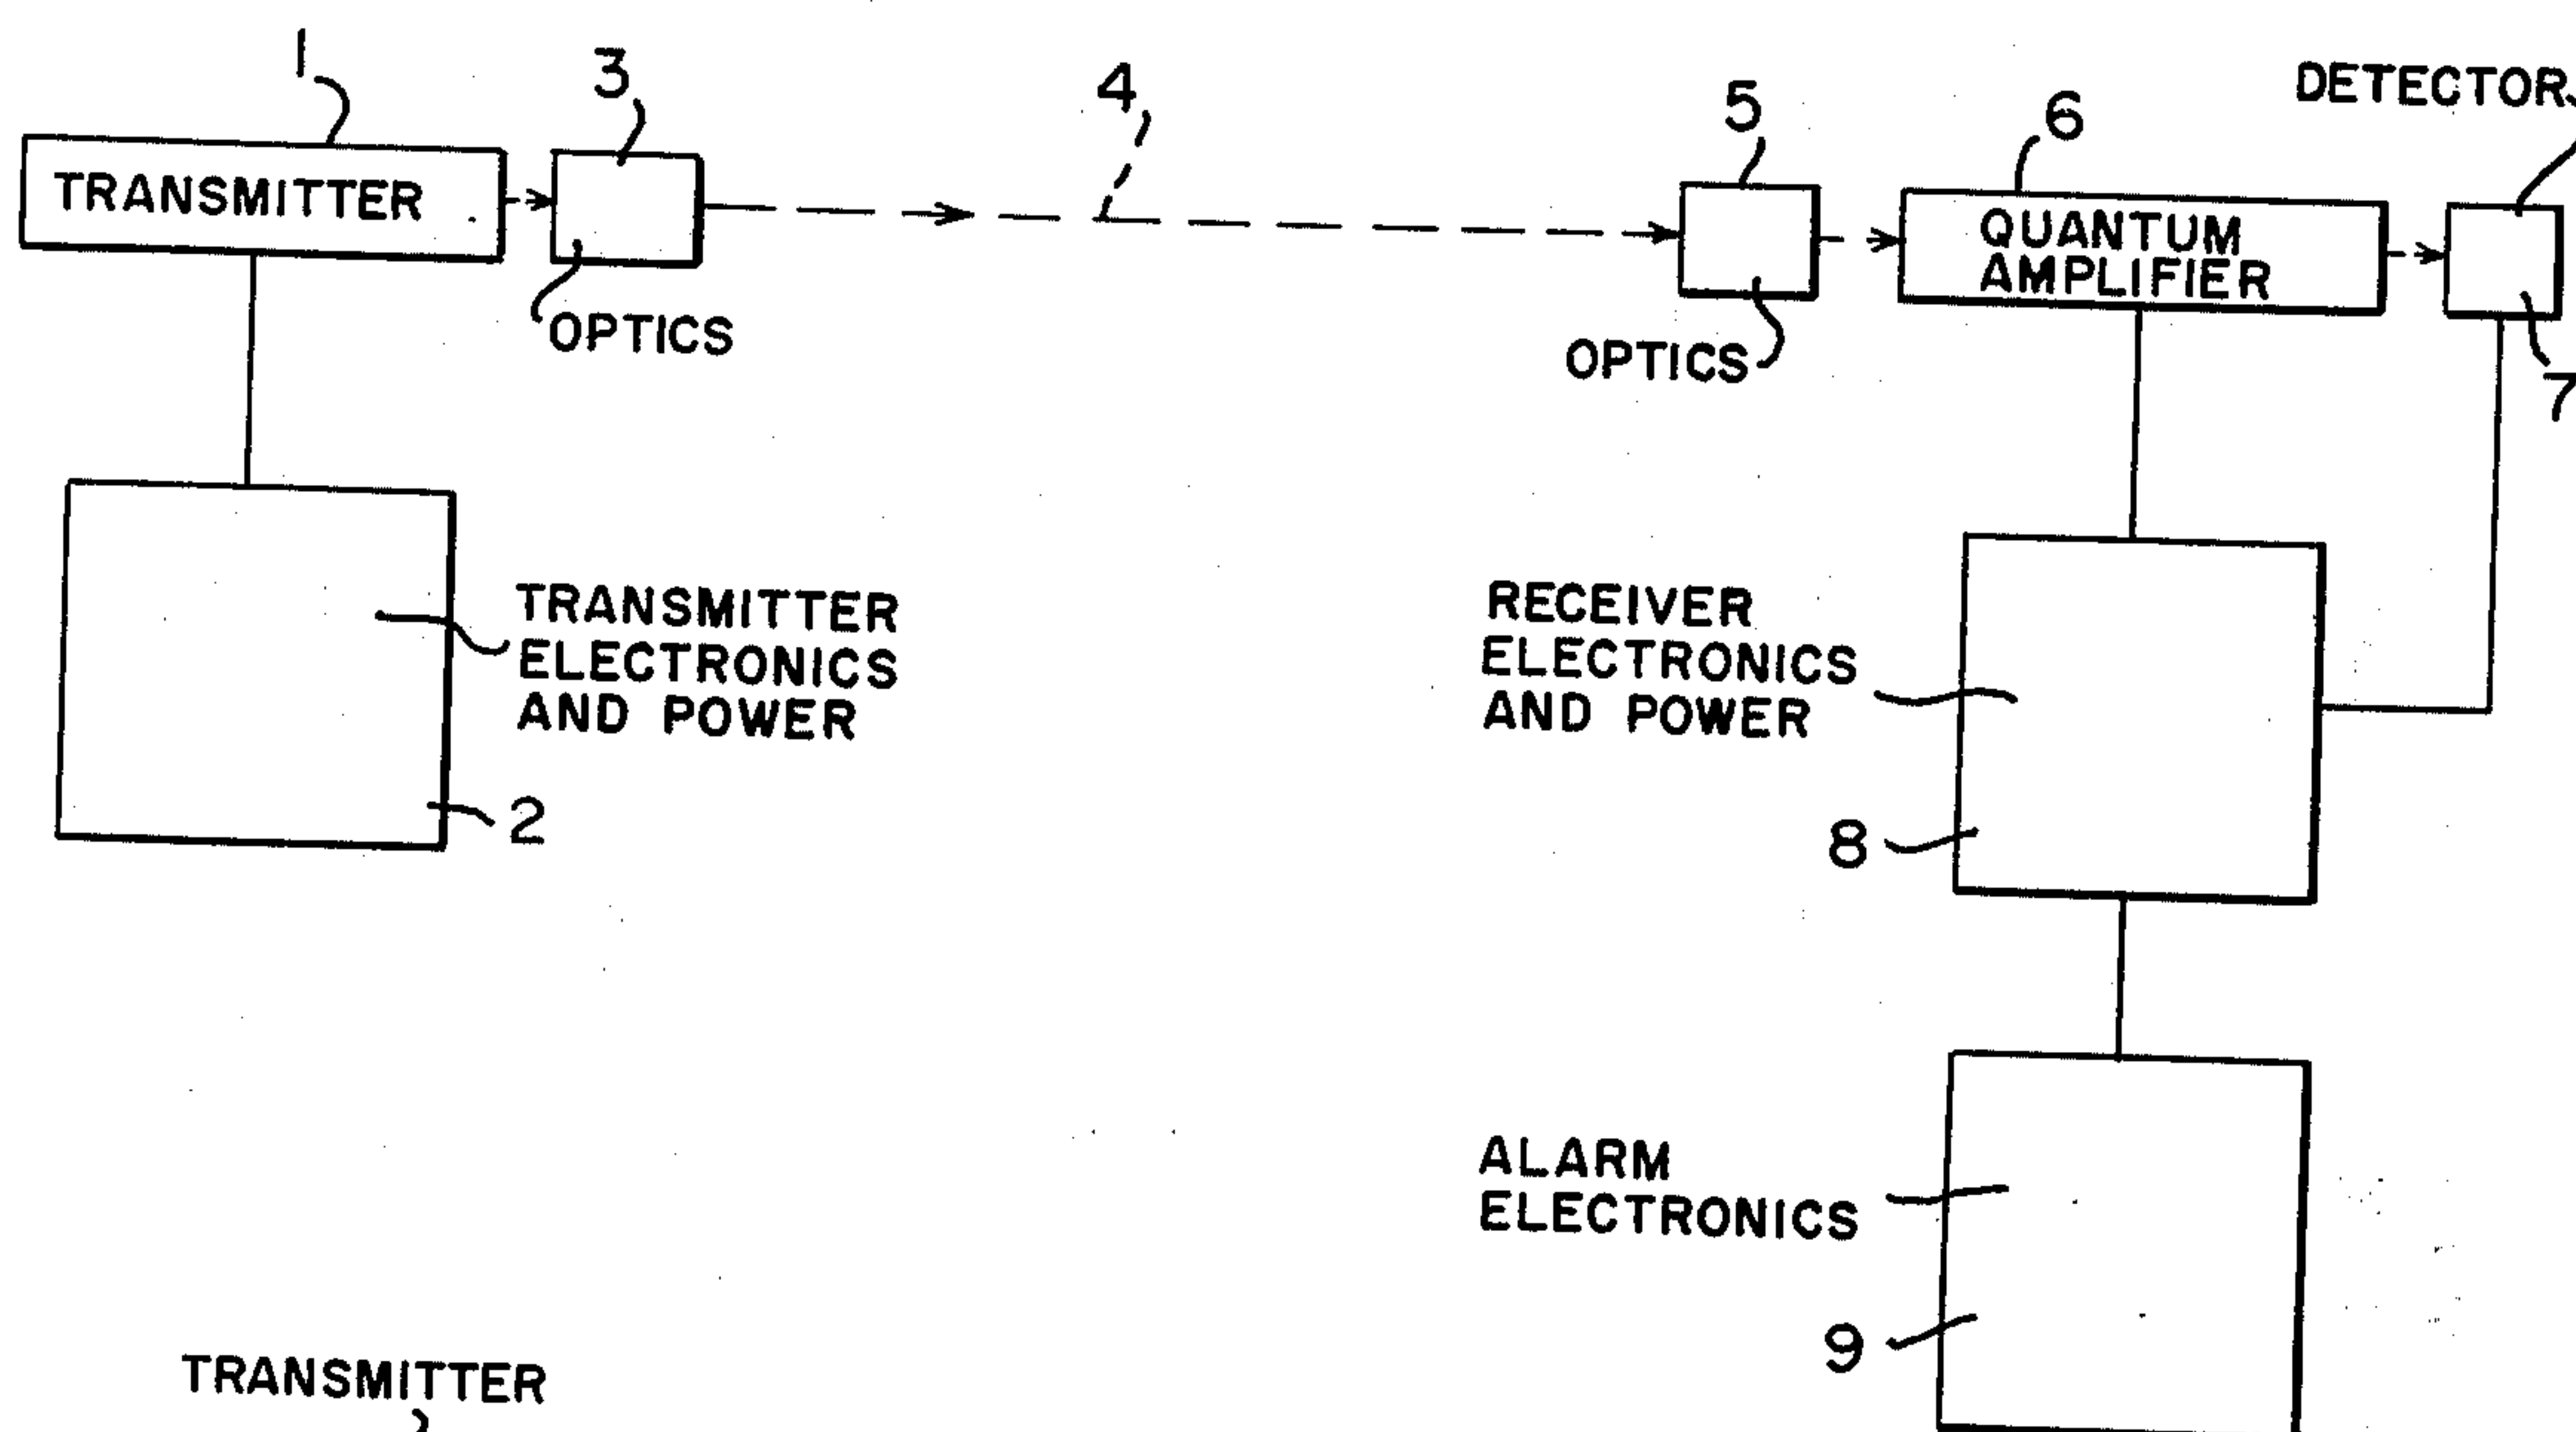 1
3
4
5
6
DETECTOR
TRANSMITTER
QUANTUM
AMPLIFIER
OPTICS
OPTICS
7
TRANSMITTER
ELECTRONICS
AND POWER
2
RECEIVER
ELECTRONICS
AND POWER
8
ALARM
ELECTRONICS
9
TRANSMITTER